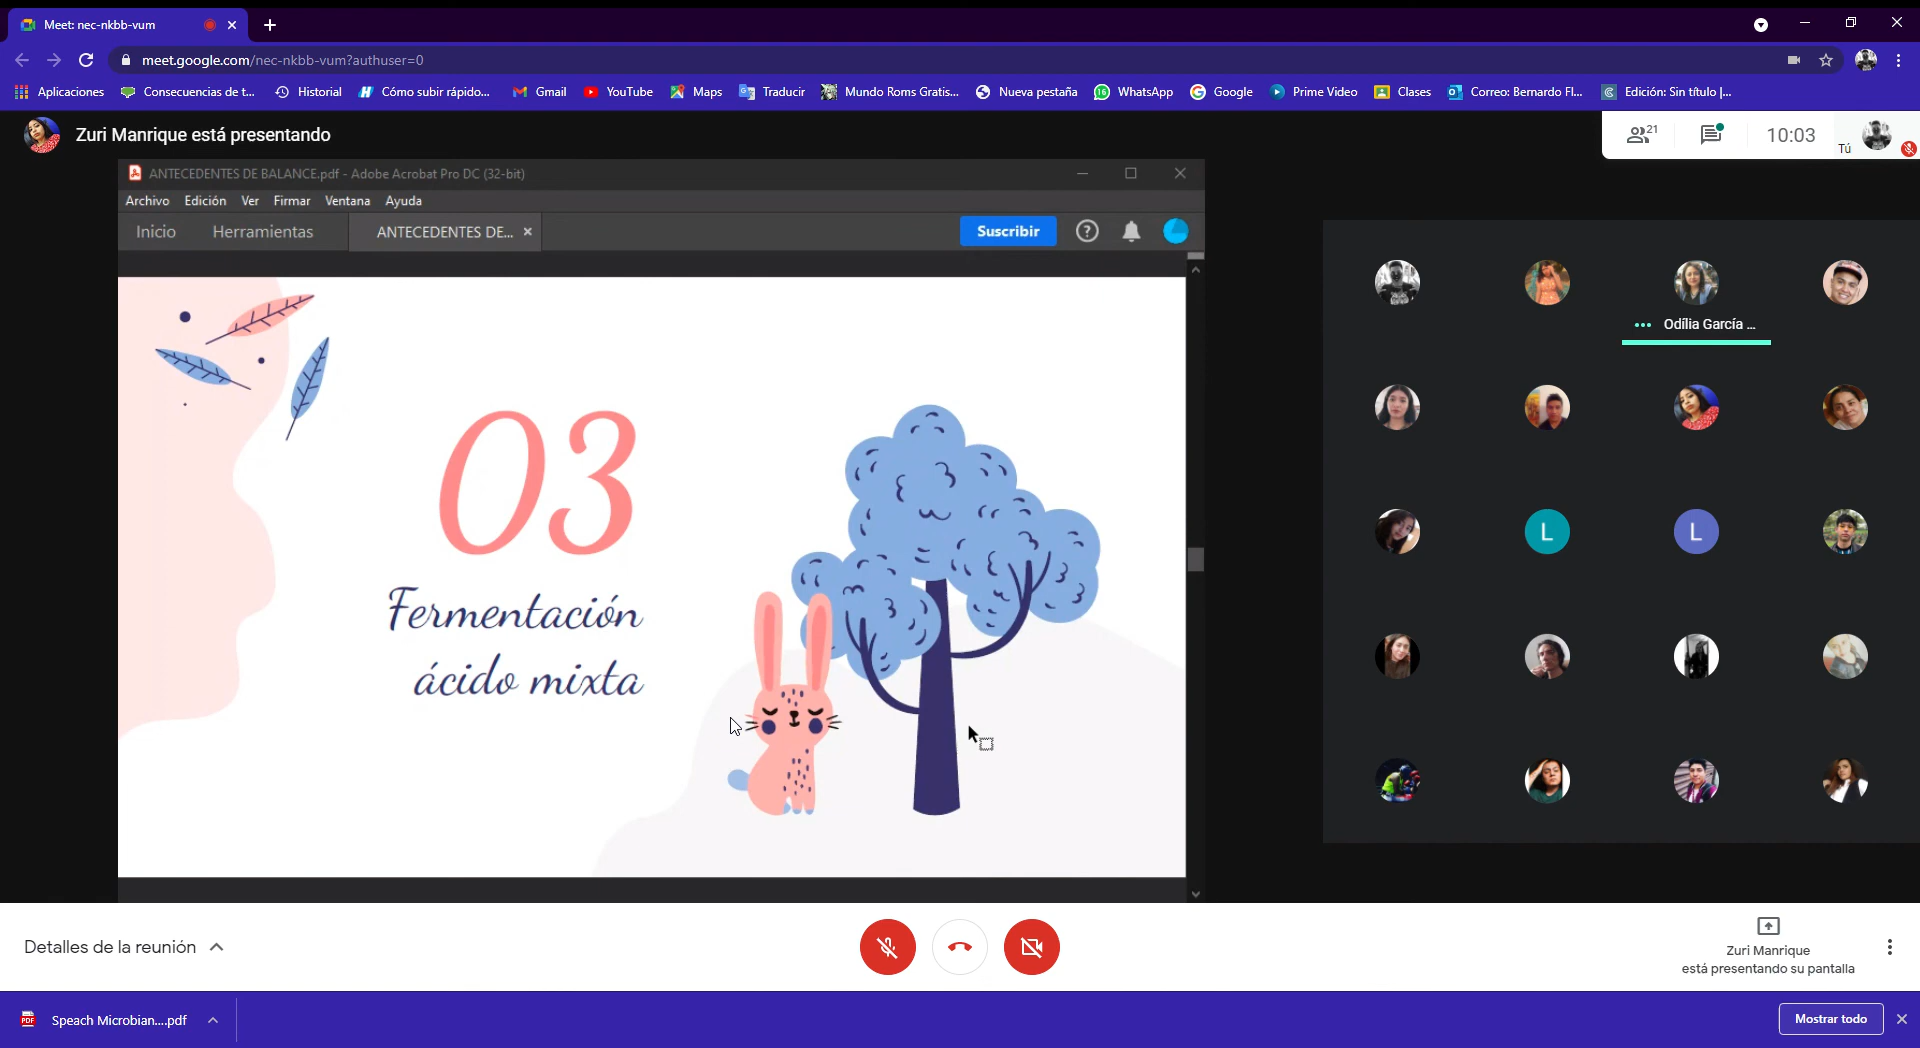 Meet: nec-nkbb-vum
meet.google.com/nec-nkbb-vum?authuser=0
Aplicaciones Consecuencias de t... Historial Cómo subir rápido... Gmail YouTube Maps Traducir Mundo Roms Gratis... Nueva pestaña WhatsApp Google Prime Video Clases Correo: Bernardo Fl... Edición: Sin título |...
Zuri Manrique está presentando
21 10:03 Tú
ANTECEDENTES DE BALANCE.pdf - Adobe Acrobat Pro DC (32-bit)
Archivo Edición Ver Firmar Ventana Ayuda
Inicio Herramientas ANTECEDENTES DE... Suscribir
Odília García ...
03
Fermentación
ácido mixta
L L
Detalles de la reunión
Zuri Manrique
está presentando su pantalla
PDF Speach Microbian....pdf
Mostrar todo